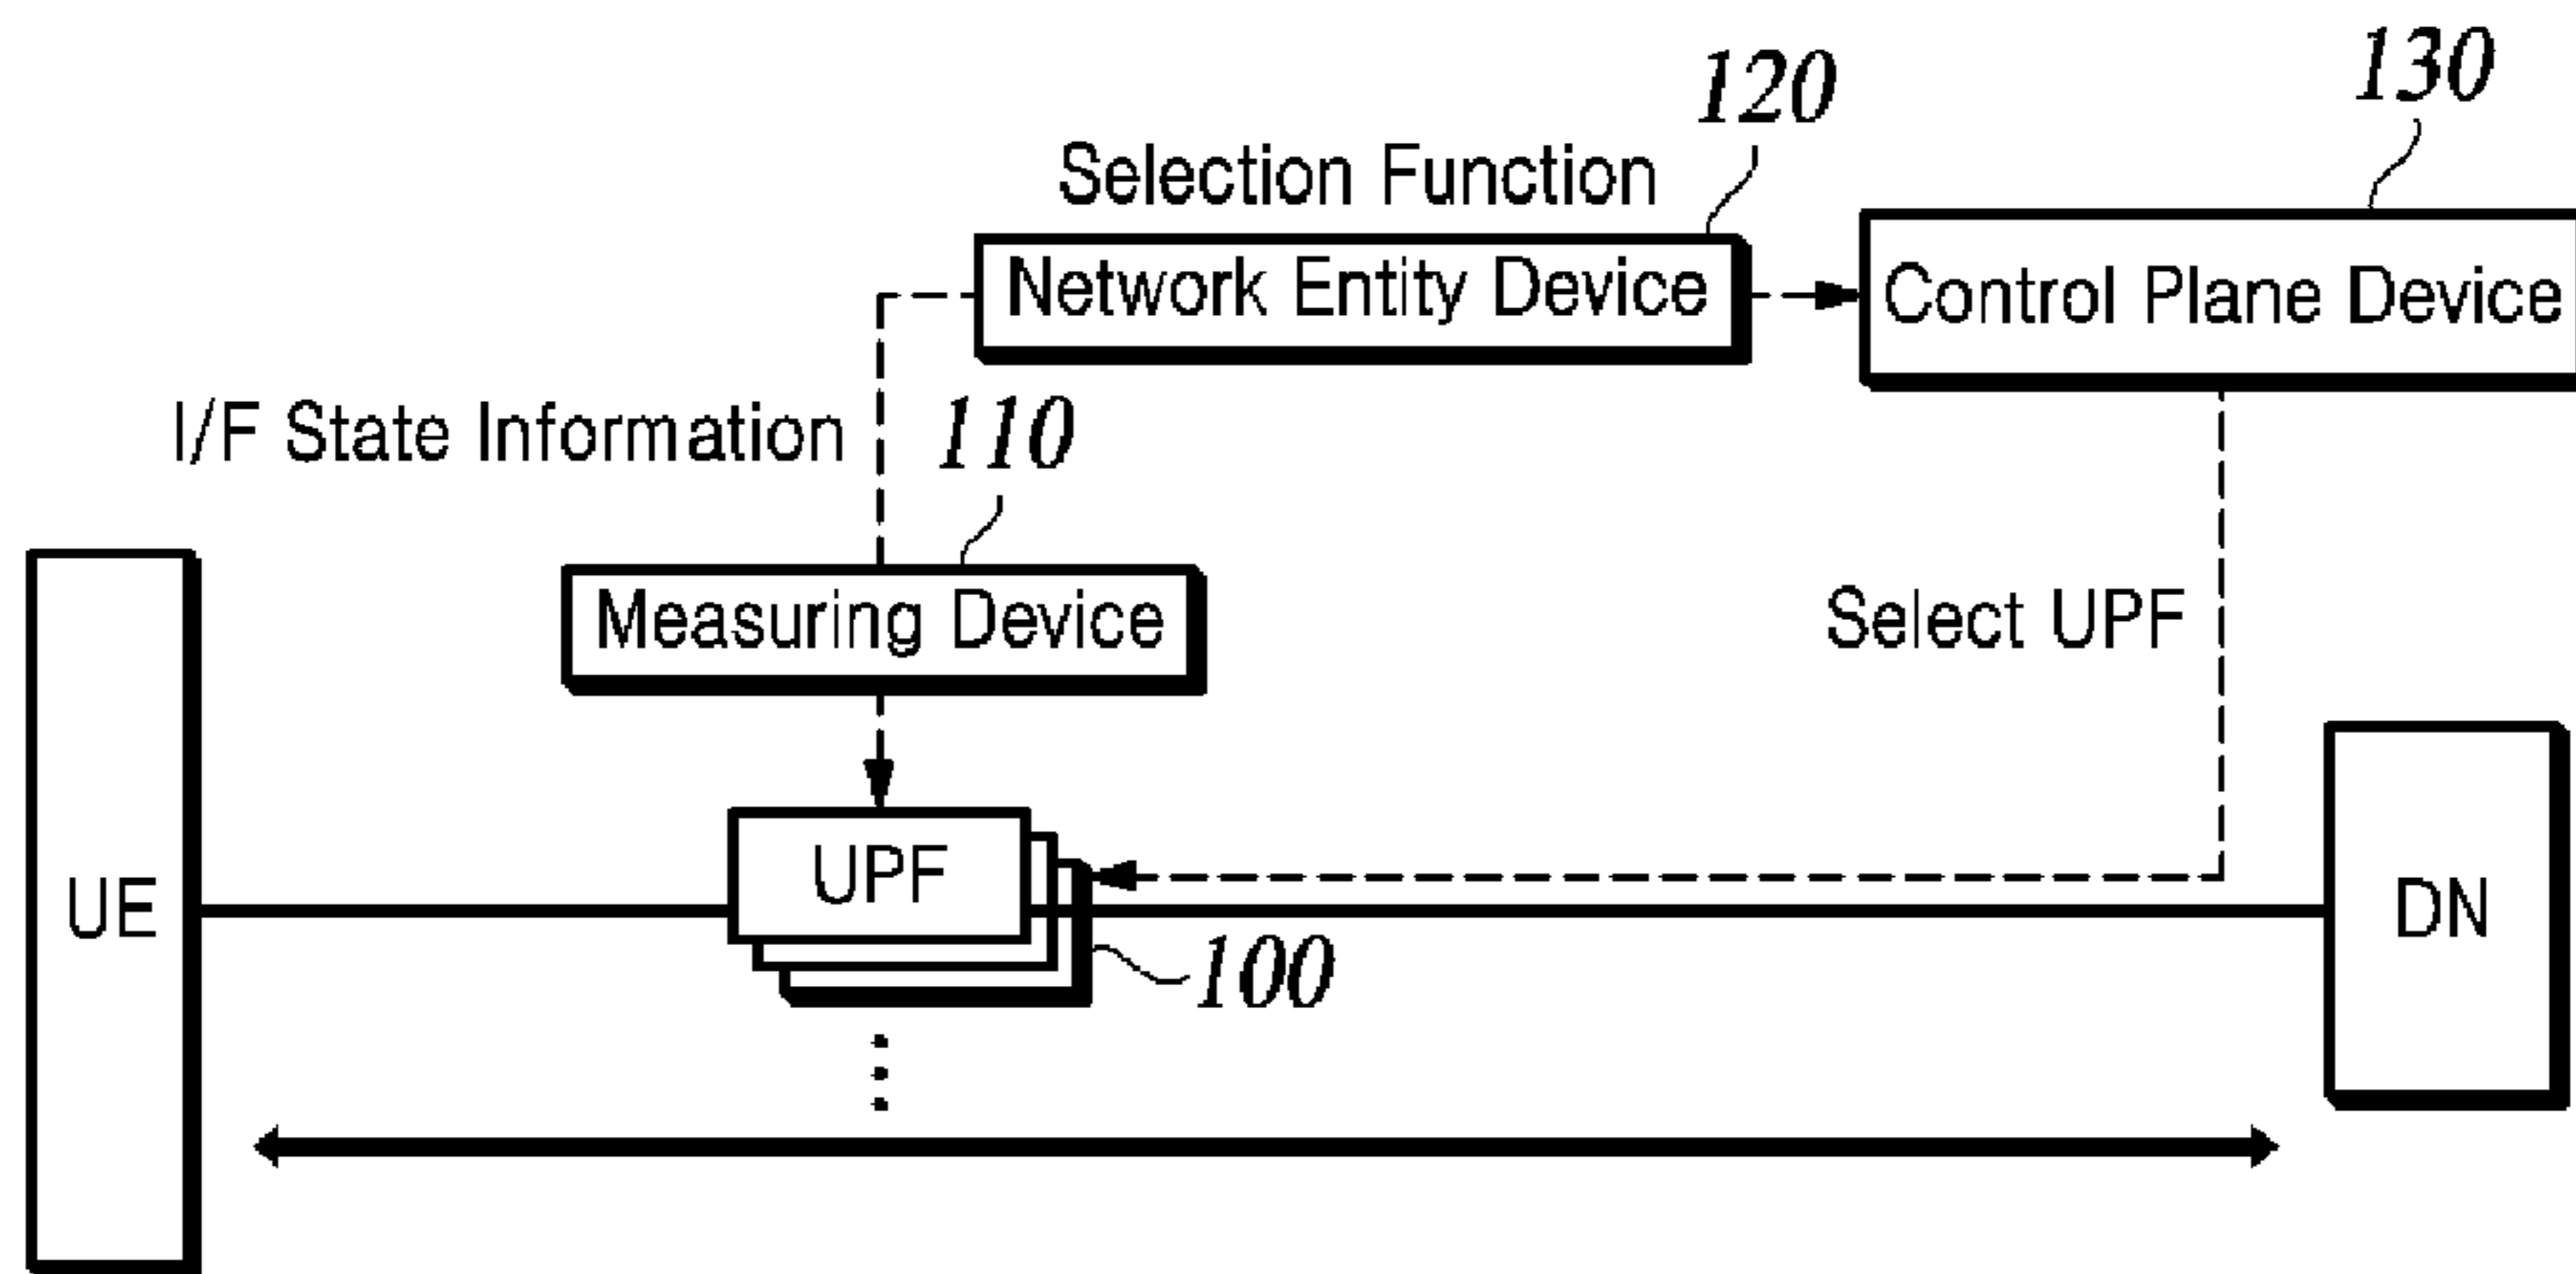 130
120
Selection Function
Network Entity Device
Control Plane Device
I/F State Information
110
Measuring Device
Select UPF
UPF
UE
DN
100